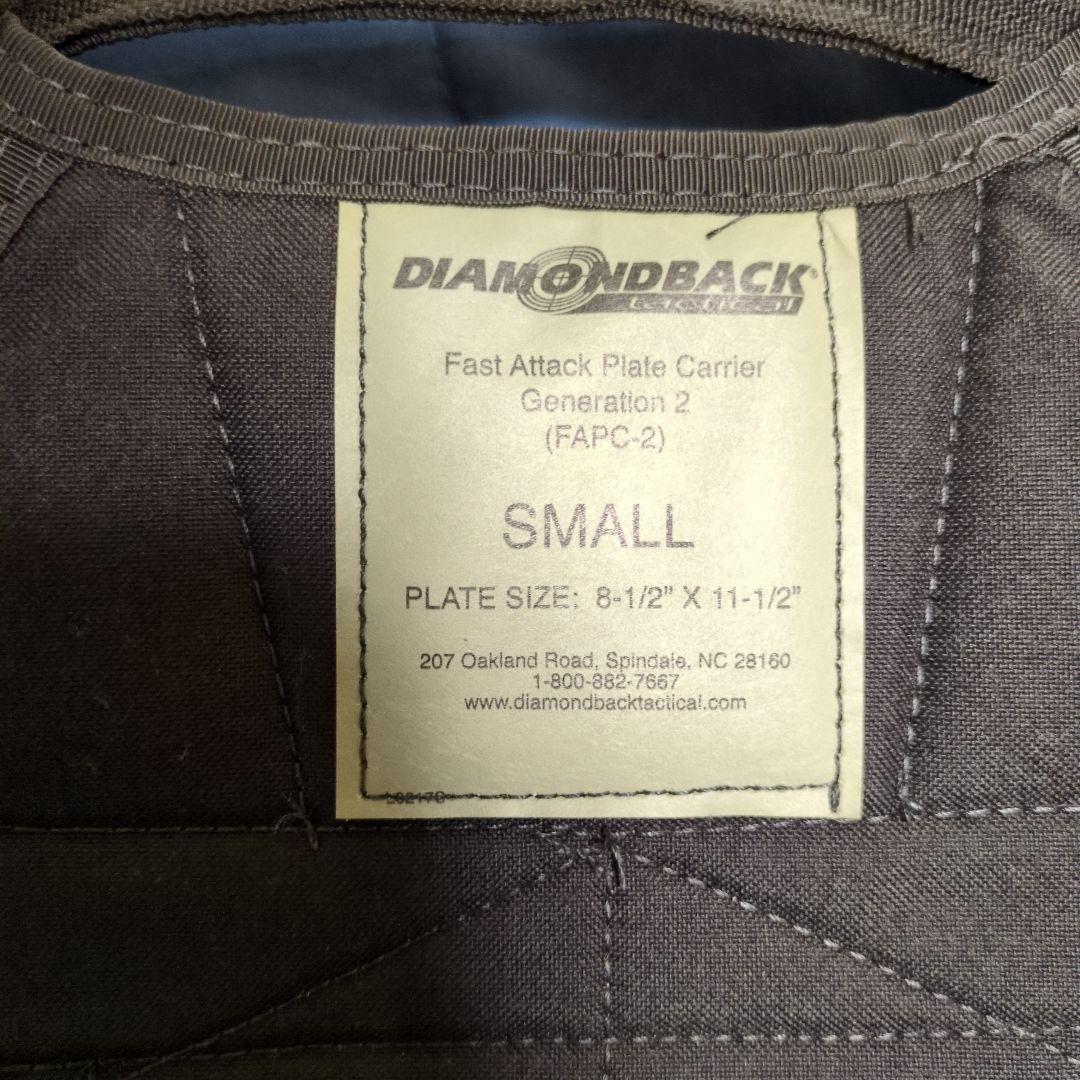 DIAMONDBACK®
TACTICAL
Fast Attack Plate Carrier
Generation 2
(FAPC-2)
SMALL
PLATE SIZE: 8-1/2" X 11-1/2"
207 Oakland Road, Spindale, NC 28160
1-800-882-7667
www.diamondbacktactical.com